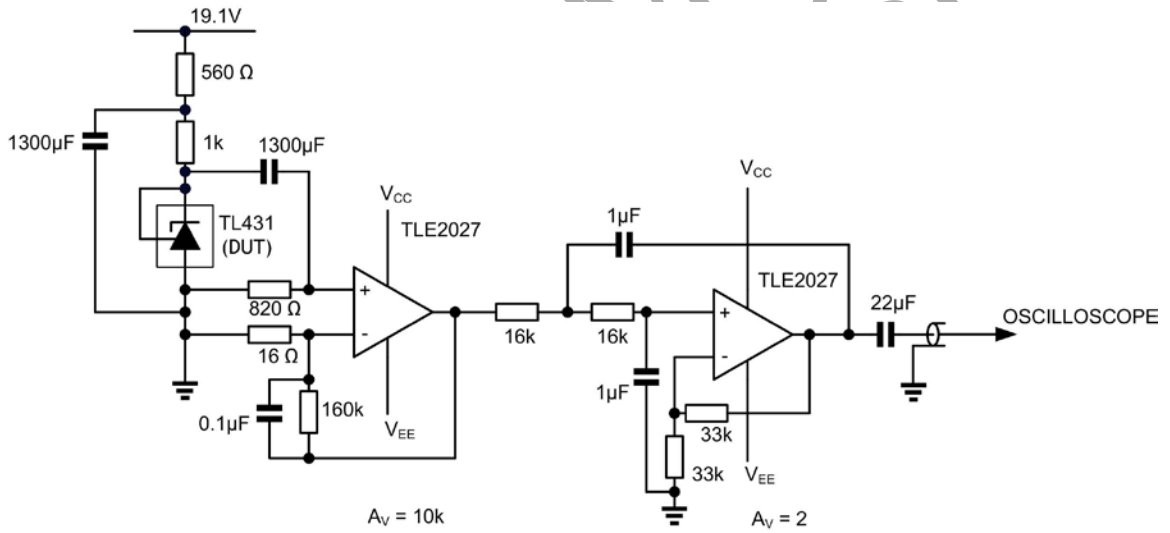 19.1V
560 Ω
1300µF
1k
1300µF
TL431
(DUT)
V_CC
TLE2027
+
-
820 Ω
16 Ω
0.1µF
160k
V_EE
A_V = 10k
16k
16k
1µF
1µF
V_CC
TLE2027
+
-
33k
33k
V_EE
A_V = 2
22µF
OSCILLOSCOPE